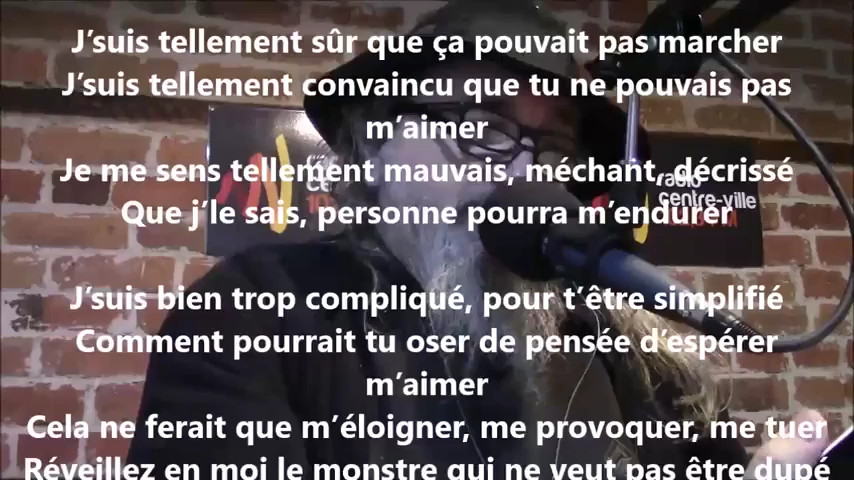 J’suis tellement sûr que ça pouvait pas marcher
J’suis tellement convaincu que tu ne pouvais pas
m’aimer
Je me sens tellement mauvais, méchant, décrissé
Que j’le sais, personne pourra m’endurer
radio
centre-ville
J’suis bien trop compliqué, pour t’être simplifié
Comment pourrait tu oser de pensée d’espérer
m’aimer
Cela ne ferait que m’éloigner, me provoquer, me tuer
Réveillez en moi le monstre qui ne veut pas être dupé